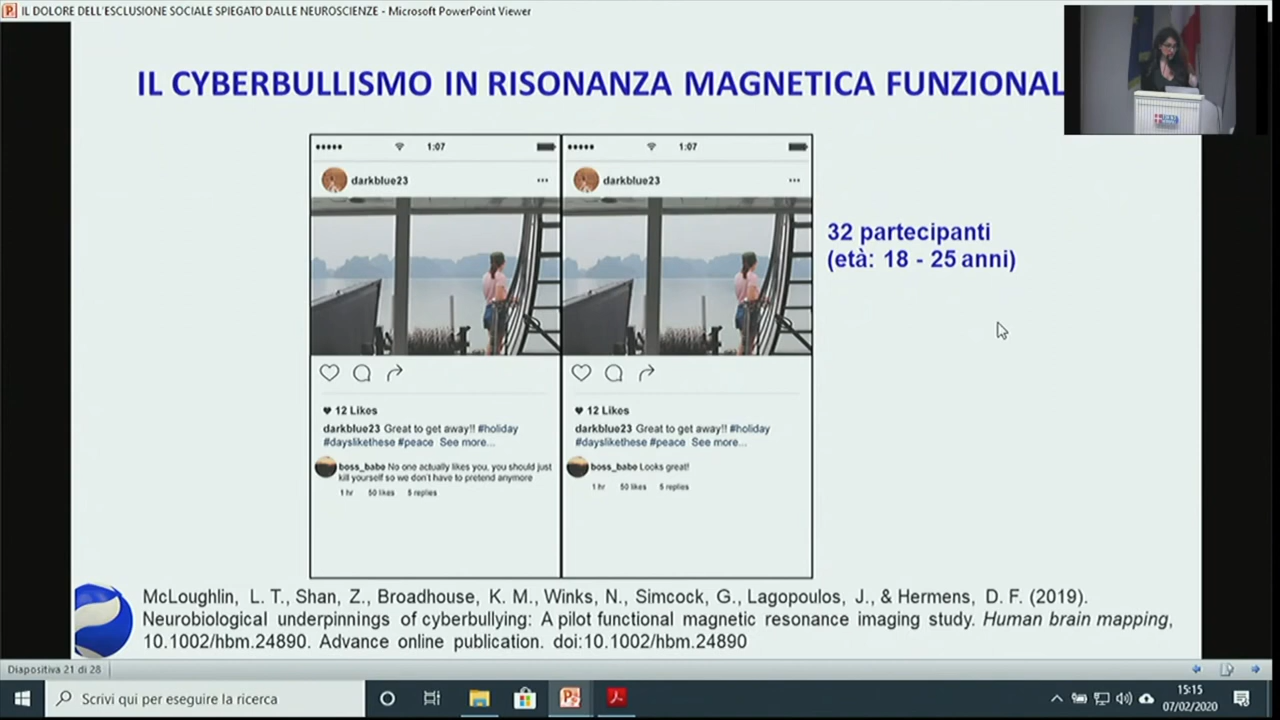 IL DOLORE DELL'ESCLUSIONE SOCIALE SPIEGATO DALLE NEUROSCIENZE - Microsoft PowerPoint Viewer
IL CYBERBULLISMO IN RISONANZA MAGNETICA FUNZIONAL
1:07
darkblue23
12 Likes
darkblue23 Great to get away!! #holiday
#dayslikethese #peace See more...
boss_babe No one actually likes you, you should just
kill yourself so we don't have to pretend anymore
1 hr 50 likes 5 replies
1:07
darkblue23
12 Likes
darkblue23 Great to get away!! #holiday
#dayslikethese #peace See more...
boss_babe Looks great!
1 hr 50 likes 5 replies
32 partecipanti
(età: 18 - 25 anni)
McLoughlin, L. T., Shan, Z., Broadhouse, K. M., Winks, N., Simcock, G., Lagopoulos, J., & Hermens, D. F. (2019).
Neurobiological underpinnings of cyberbullying: A pilot functional magnetic resonance imaging study. Human brain mapping,
10.1002/hbm.24890. Advance online publication. doi:10.1002/hbm.24890
Diapositiva 21 di 28
Scrivi qui per eseguire la ricerca
15:15
07/02/2020